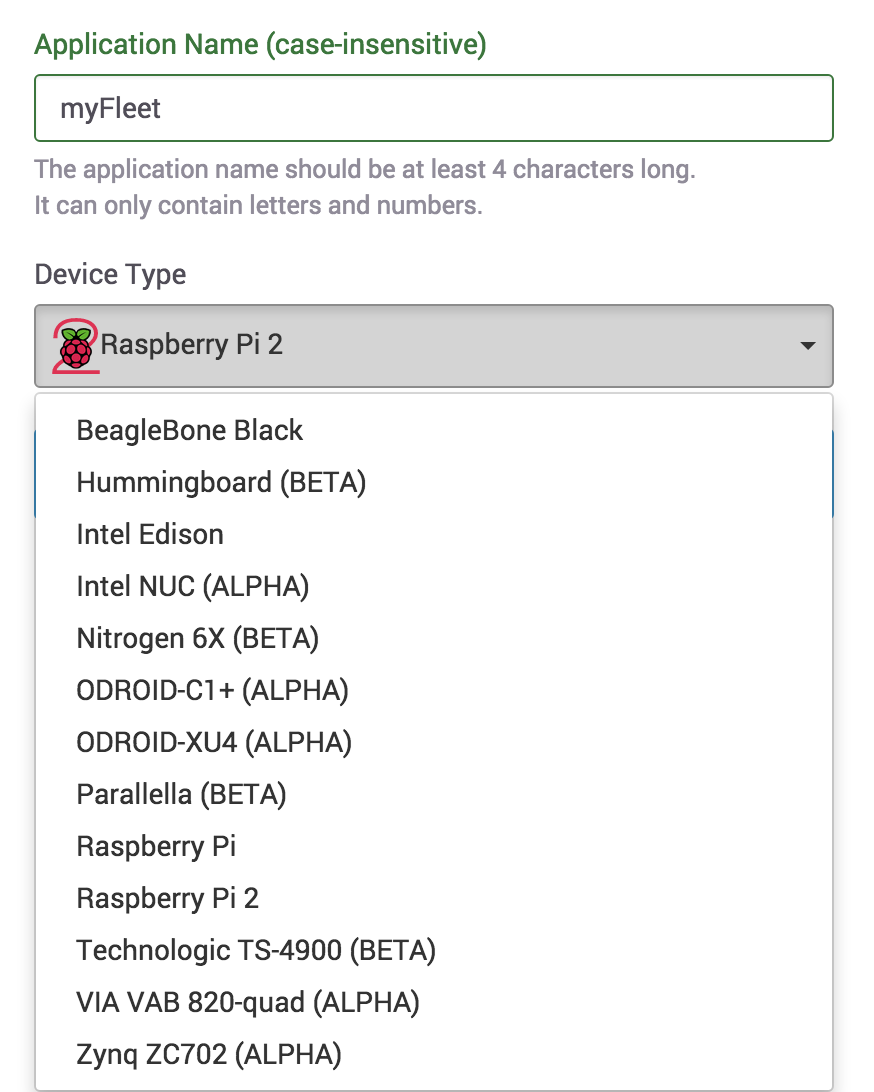 Application Name (case-insensitive)
myFleet
The application name should be at least 4 characters long.
It can only contain letters and numbers.
Device Type
Raspberry Pi 2
BeagleBone Black
Hummingboard (BETA)
Intel Edison
Intel NUC (ALPHA)
Nitrogen 6X (BETA)
ODROID-C1+ (ALPHA)
ODROID-XU4 (ALPHA)
Parallella (BETA)
Raspberry Pi
Raspberry Pi 2
Technologic TS-4900 (BETA)
VIA VAB 820-quad (ALPHA)
Zynq ZC702 (ALPHA)